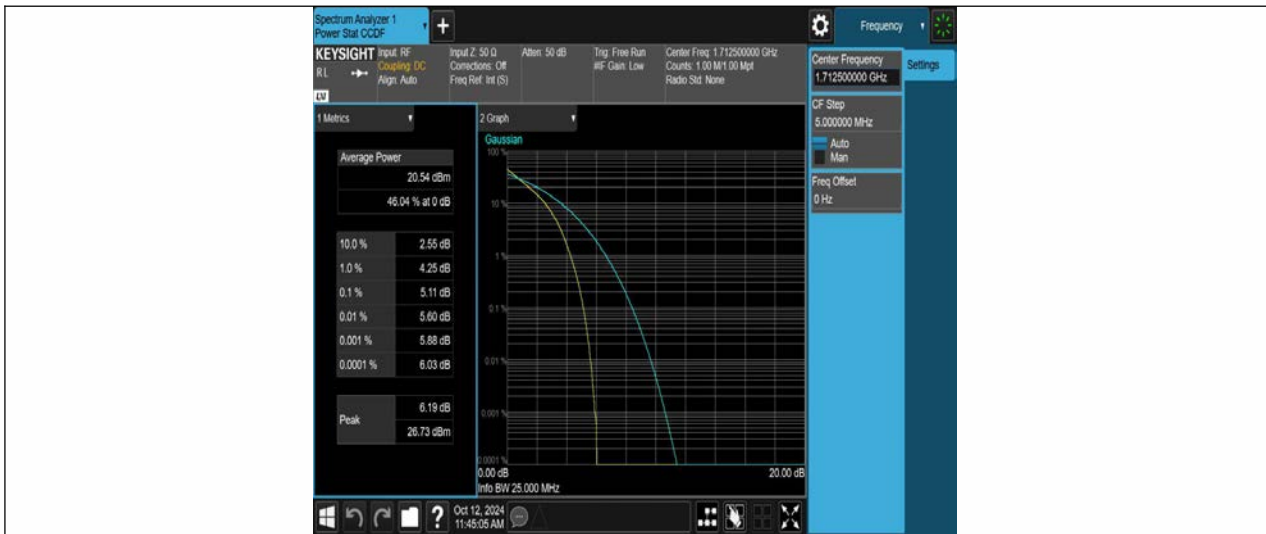 Spectrum Analyzer 1
Power Stat CCDF
Frequency
KEYSIGHT
Input: RF
Coupling: DC
Align: Auto
Input Z: 50 Ω
Corrections: Off
Freq Ref: Int (S)
Atten: 50 dB
Trig: Free Run
#IF Gain: Low
Center Freq: 1.712500000 GHz
Counts: 1.00 M/1.00 Mpt
Radio Std: None
R L
Center Frequency
1.712500000 GHz
Settings
CF Step
5.000000 MHz
Auto
Man
Freq Offset
0 Hz
1 Metrics
Average Power
20.54 dBm
46.04 % at 0 dB
10.0 % 2.55 dB
1.0 % 4.25 dB
0.1 % 5.11 dB
0.01 % 5.60 dB
0.001 % 5.88 dB
0.0001 % 6.03 dB
Peak
6.19 dB
26.73 dBm
2 Graph
Gaussian
100 %
10 %
1 %
0.1 %
0.01 %
0.001 %
0.0001 %
0.00 dB 20.00 dB
Info BW 25.000 MHz
?
Oct 12, 2024
11:45:05 AM